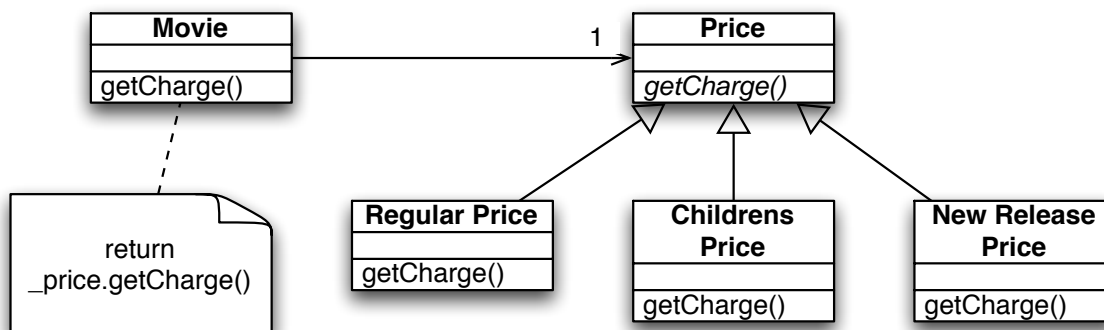 Movie
getCharge()
1
Price
getCharge()
return
_price.getCharge()
Regular Price
getCharge()
Childrens
Price
getCharge()
New Release
Price
getCharge()